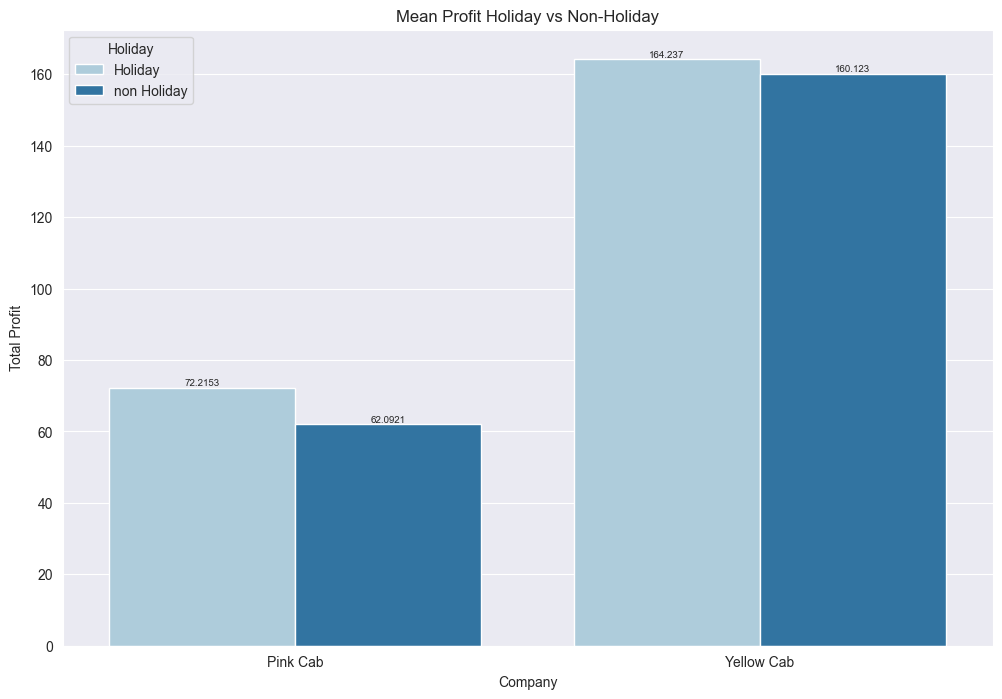 Mean Profit Holiday vs Non-Holiday
Holiday
Holiday
non Holiday
164.237
160.123
72.2153
62.0921
160
140
120
100
80
60
40
20
0
Total Profit
Pink Cab
Yellow Cab
Company